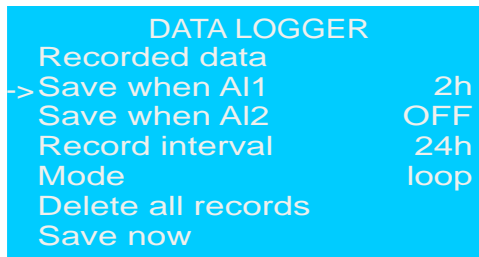 DATA LOGGER
Recorded data
->Save when AI1 2h
Save when AI2 OFF
Record interval 24h
Mode loop
Delete all records
Save now